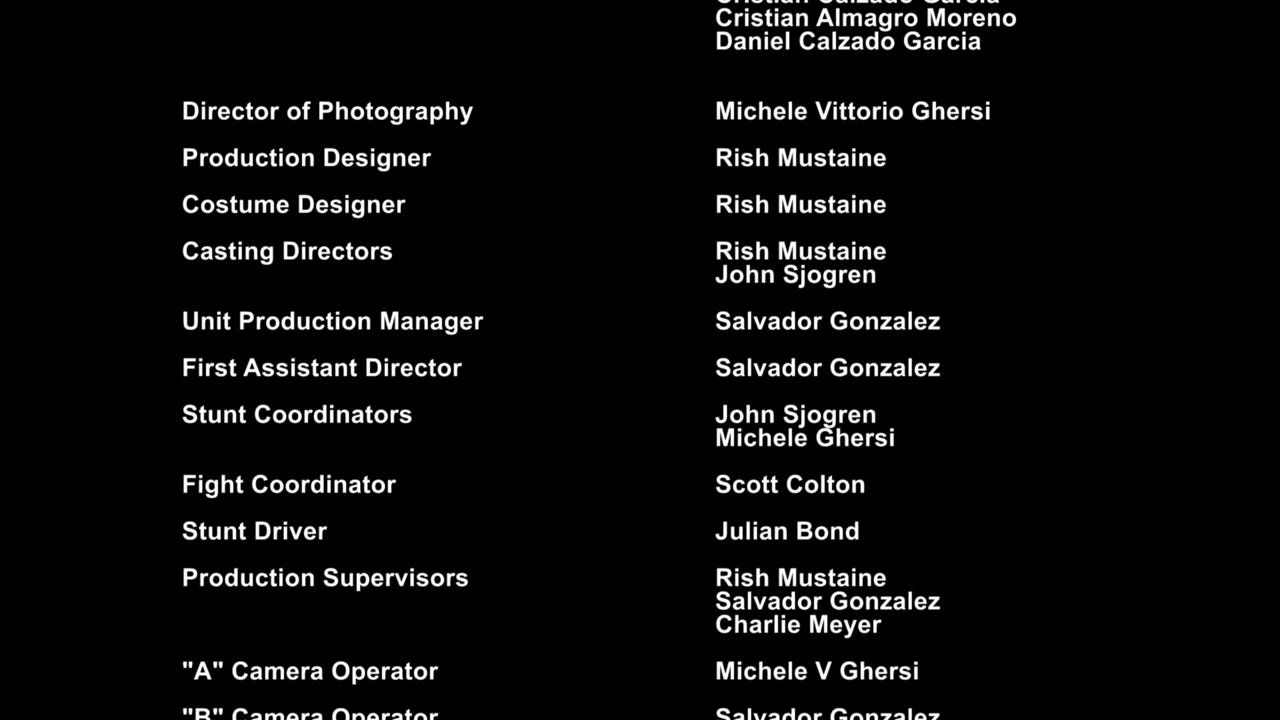 Cristian Calzado Garcia
Cristian Almagro Moreno
Daniel Calzado Garcia
Director of Photography Michele Vittorio Ghersi
Production Designer Rish Mustaine
Costume Designer Rish Mustaine
Casting Directors Rish Mustaine
John Sjogren
Unit Production Manager Salvador Gonzalez
First Assistant Director Salvador Gonzalez
Stunt Coordinators John Sjogren
Michele Ghersi
Fight Coordinator Scott Colton
Stunt Driver Julian Bond
Production Supervisors Rish Mustaine
Salvador Gonzalez
Charlie Meyer
"A" Camera Operator Michele V Ghersi
"B" Camera Operator Salvador Gonzalez